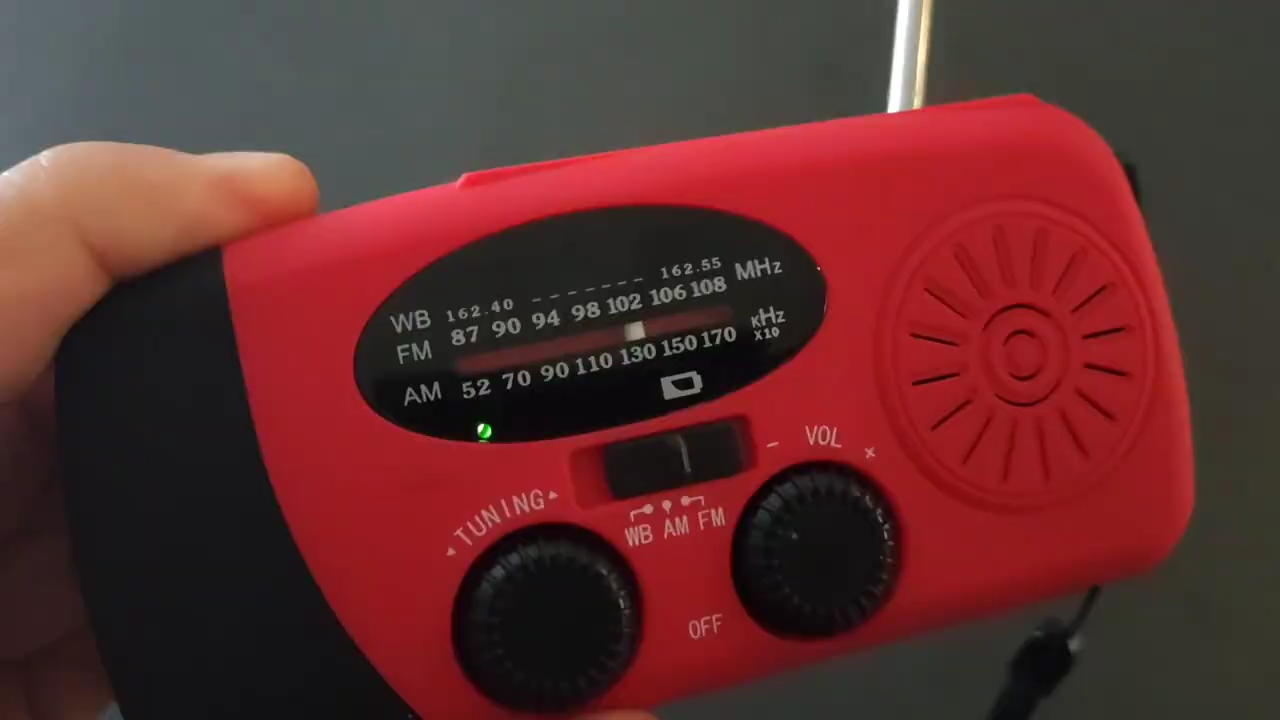 WB 162.40 - - - - - - - 162.55 MHz
FM 87 90 94 98 102 106 108
AM 52 70 90 110 130 150 170 KHz X10
- VOL +
◂TUNING▸
WB AM FM
OFF